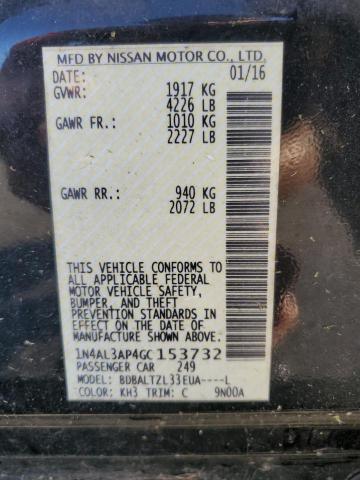 MFD BY NISSAN MOTOR CO., LTD.
DATE: 01/16
GVWR: 1917 KG
4226 LB
GAWR FR.: 1010 KG
2227 LB
GAWR RR.: 940 KG
2072 LB
THIS VEHICLE CONFORMS TO
ALL APPLICABLE FEDERAL
MOTOR VEHICLE SAFETY,
BUMPER, AND THEFT
PREVENTION STANDARDS IN
EFFECT ON THE DATE OF
MANUFACTURE SHOWN ABOVE.
1N4AL3AP4GC153732
PASSENGER CAR 249
MODEL: BDBALTZL33EUA----L
COLOR: KH3 TRIM: C 9N00A